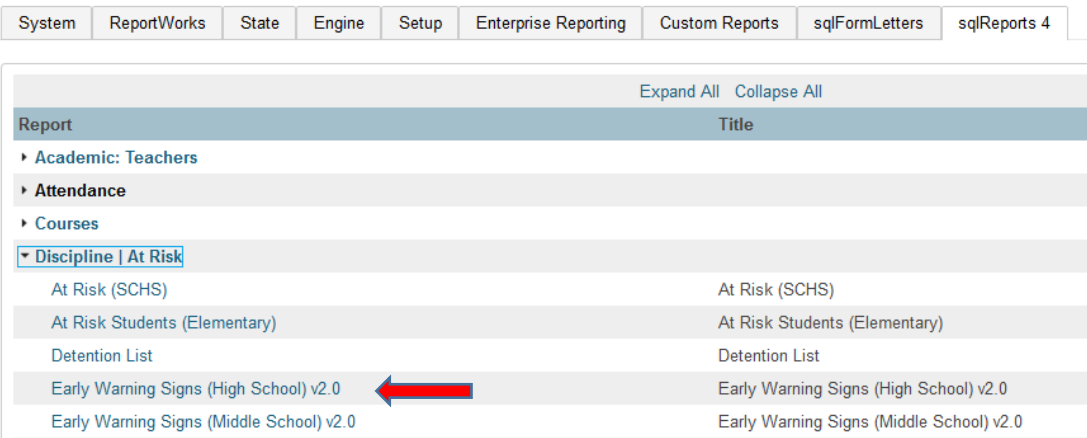 System ReportWorks State Engine Setup Enterprise Reporting Custom Reports sqlFormLetters sqlReports 4
Expand All Collapse All
Report Title
Academic: Teachers
Attendance
Courses
Discipline | At Risk
At Risk (SCHS) At Risk (SCHS)
At Risk Students (Elementary) At Risk Students (Elementary)
Detention List Detention List
Early Warning Signs (High School) v2.0 Early Warning Signs (High School) v2.0
Early Warning Signs (Middle School) v2.0 Early Warning Signs (Middle School) v2.0